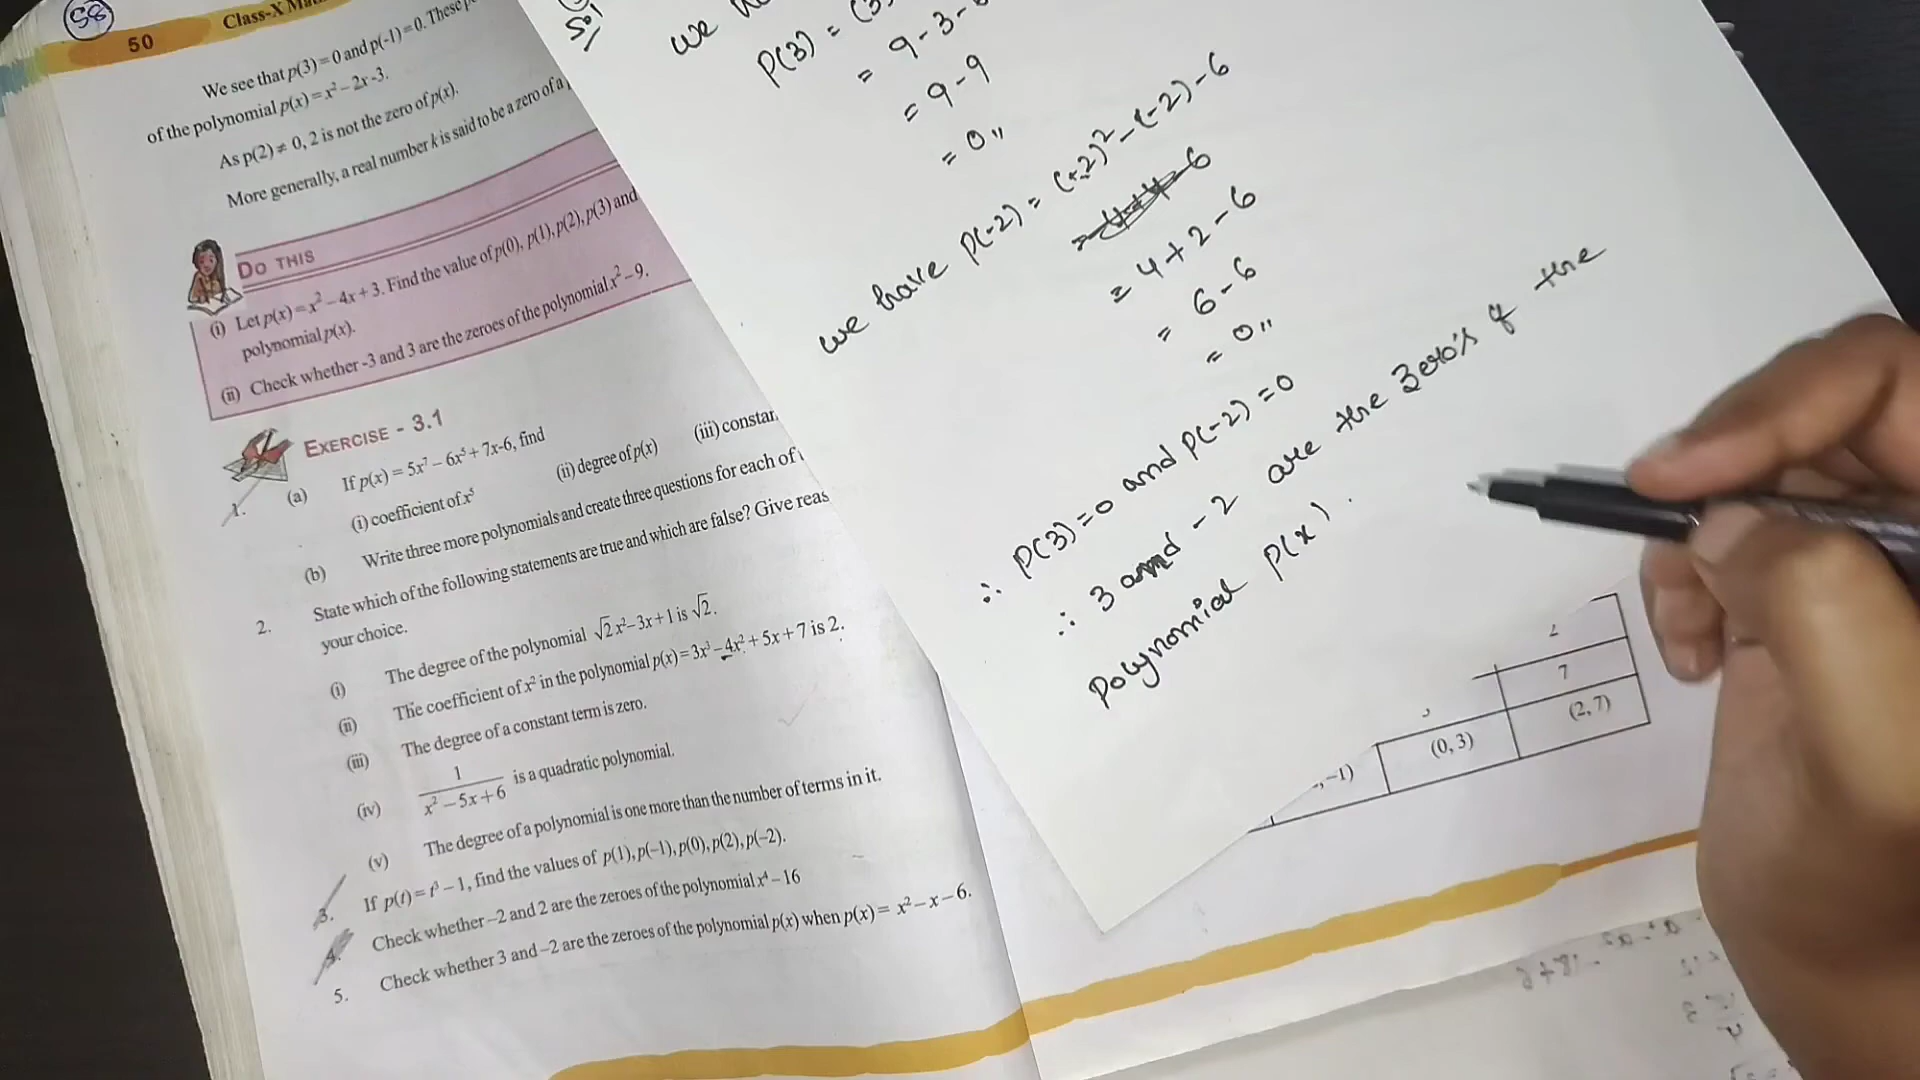 58
50
Class-X
We see that p(3) = 0 and p(-1) = 0. These
of the polynomial p(x) = x² – 2x -3.
As p(2) ≠ 0, 2 is not the zero of p(x).
More generally, a real number k is said to be a zero of a
DO THIS
(i) Let p(x) = x² – 4x + 3. Find the value of p(0), p(1), p(2), p(3) and
polynomial p(x).
(ii) Check whether -3 and 3 are the zeroes of the polynomial x² – 9.
EXERCISE - 3.1
1. (a) If p(x) = 5x⁷ – 6x⁵ + 7x-6, find
(i) coefficient of x⁵ (ii) degree of p(x) (iii)
(b) Write three more polynomials and create three questions for each of
2. State which of the following statements are true and which are false? Give
your choice.
(i) The degree of the polynomial √2 x² – 3x + 1 is √2.
(ii) The coefficient of x² in the polynomial p(x) = 3x³ – 4x² + 5x + 7 is 2.
(iii) The degree of a constant term is zero.
(iv) 1/(x² – 5x + 6) is a quadratic polynomial.
(v) The degree of a polynomial is one more than the number of terms in it.
3. If p(t) = t³ – 1, find the values of p(1), p(-1), p(0), p(2), p(–2).
4. Check whether –2 and 2 are the zeroes of the polynomial x⁴ – 16
5. Check whether 3 and –2 are the zeroes of the polynomial p(x) when p(x) = x² – x – 6.
Sol
we
P(3) = (3
= 9 - 3 -
= 9 - 9
= 0"
we have P(-2) = (-2)² - (-2) - 6
= 4 + 2 - 6
= 6 - 6
= 0"
∴ P(3) = 0 and P(-2) = 0
∴ 3 and - 2 are the Zero's of the
Polynomial P(x).
2
7
, –1) (0, 3) (2, 7)